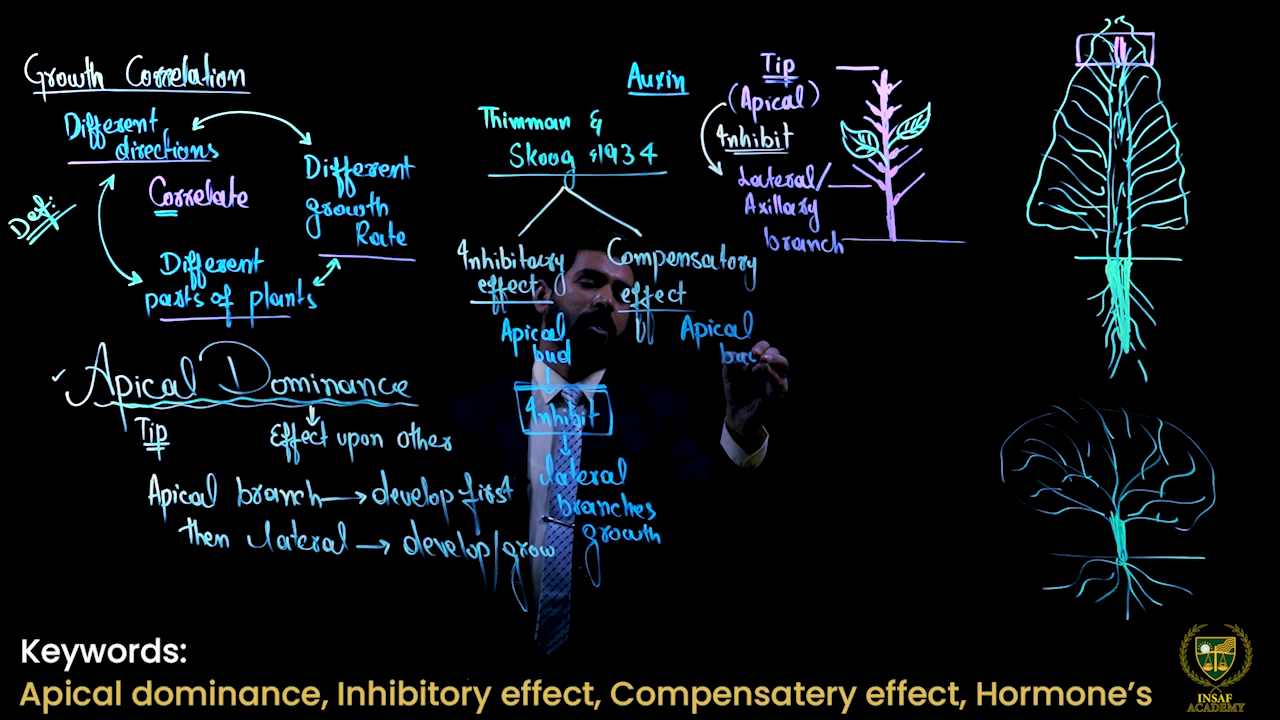 Growth Correlation
Different
directions
Correlate
Def:
Different
growth
Rate
Different
parts of plants
Apical Dominance
Tip
Effect upon other
Apical branch → develop first
then lateral → develop/grow
Auxin
Thimman &
Skoog 1934
Inhibitory
effect
Apical
bud
Inhibit
lateral
branches
growth
Compensatory
effect
Apical
bud
Tip
(Apical)
Inhibit
Lateral/
Axillary
branch
Keywords:
Apical dominance, Inhibitory effect, Compensatery effect, Hormone's
INSAF
ACADEMY